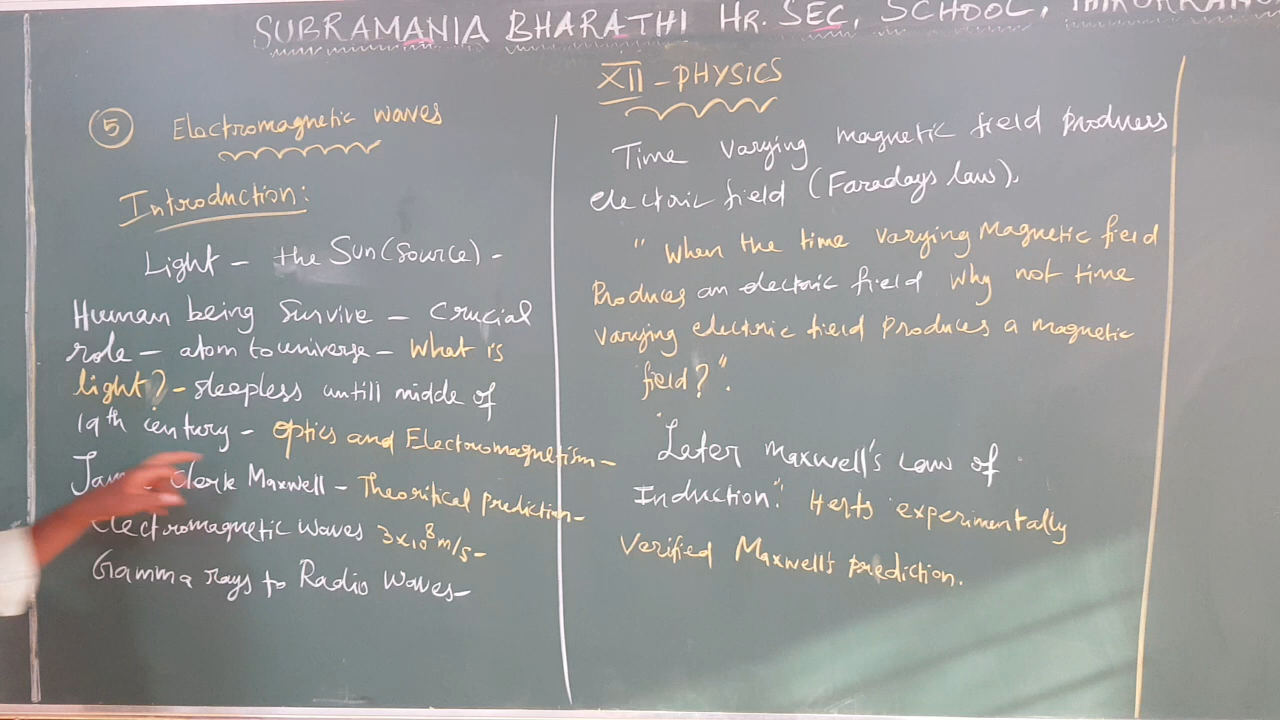 SUBRAMANIA BHARATHI HR. SEC. SCHOOL,
XII - PHYSICS
5 Electromagnetic waves
Introduction:
Light - the Sun (source) -
Human being survive - crucial
role - atom to universe - What is
light? - sleepless untill midde of
19th century - optics and Electromagnetism -
Clerk Maxwell - Theoritical prediction -
electromagnetic waves 3x10^8 m/s -
Gamma rays to Radio Waves -
Time varying magnetic field produces
electric field (Faradays law).
"When the time varying Magnetic field
Produces an electric field why not time
varying electric field produces a magnetic
field?".
"Later Maxwell's Law of
Induction". Herts experimentally
Verified Maxwell's prediction.